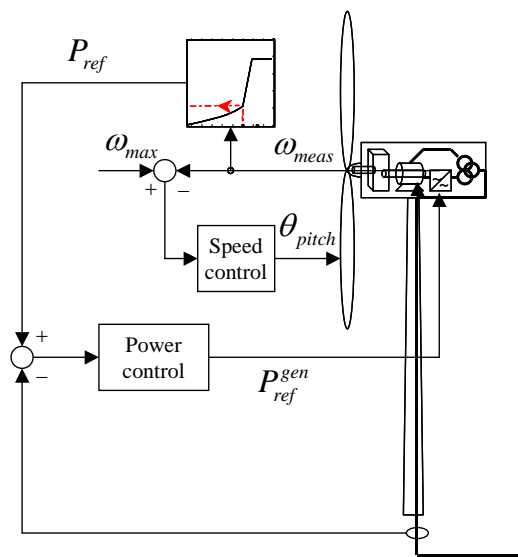 P_ref
ω_max
ω_meas
+
−
Speed
control
θ_pitch
+
−
Power
control
P_ref^gen
~
~